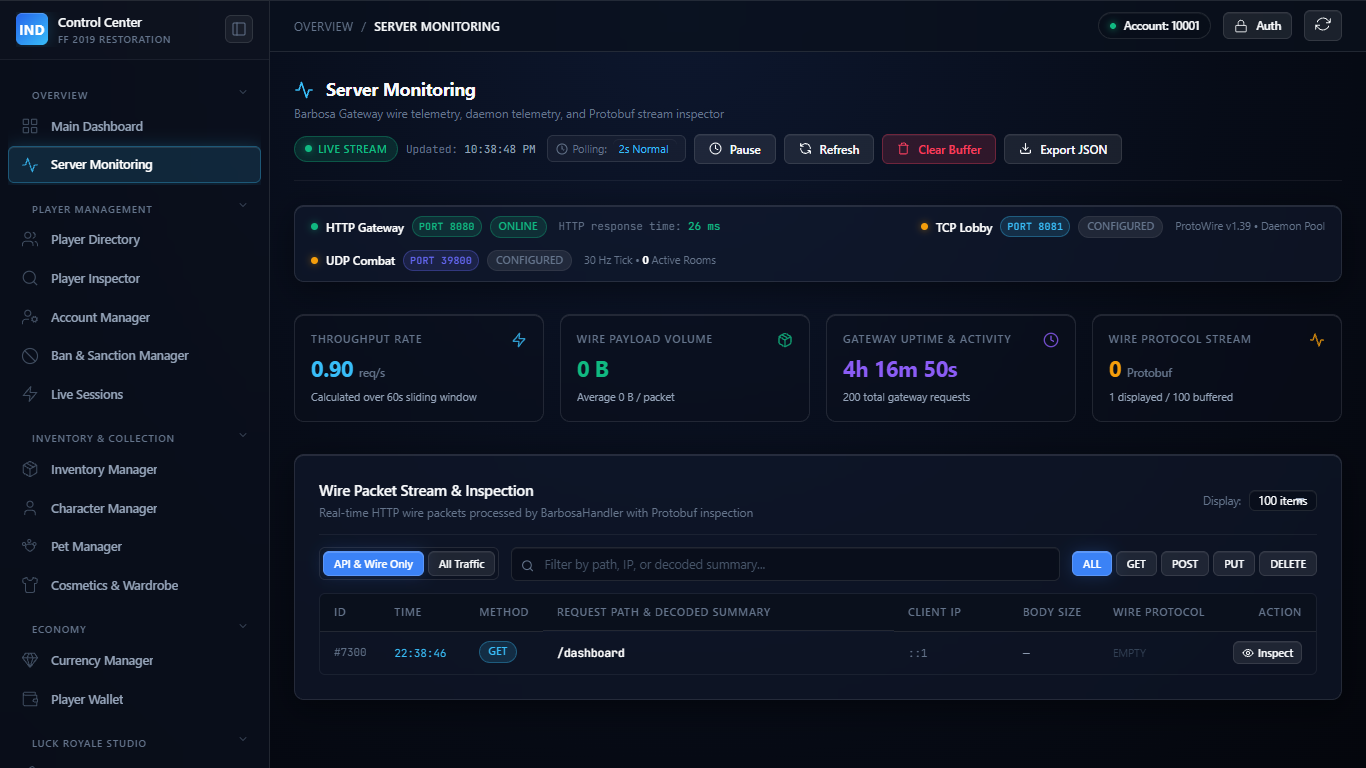 IND
Control Center
FF 2019 RESTORATION
OVERVIEW
Main Dashboard
Server Monitoring
PLAYER MANAGEMENT
Player Directory
Player Inspector
Account Manager
Ban & Sanction Manager
Live Sessions
INVENTORY & COLLECTION
Inventory Manager
Character Manager
Pet Manager
Cosmetics & Wardrobe
ECONOMY
Currency Manager
Player Wallet
LUCK ROYALE STUDIO
OVERVIEW / SERVER MONITORING
Account: 10001
Auth
Server Monitoring
Barbosa Gateway wire telemetry, daemon telemetry, and Protobuf stream inspector
LIVE STREAM Updated: 10:38:48 PM Polling: 2s Normal Pause Refresh Clear Buffer Export JSON
HTTP Gateway PORT 8080 ONLINE HTTP response time: 26 ms
TCP Lobby PORT 8081 CONFIGURED ProtoWire v1.39 • Daemon Pool
UDP Combat PORT 39800 CONFIGURED 30 Hz Tick • 0 Active Rooms
THROUGHPUT RATE
0.90 req/s
Calculated over 60s sliding window
WIRE PAYLOAD VOLUME
0 B
Average 0 B / packet
GATEWAY UPTIME & ACTIVITY
4h 16m 50s
200 total gateway requests
WIRE PROTOCOL STREAM
0 Protobuf
1 displayed / 100 buffered
Wire Packet Stream & Inspection
Real-time HTTP wire packets processed by BarbosaHandler with Protobuf inspection
Display: 100 items
API & Wire Only All Traffic Filter by path, IP, or decoded summary... ALL GET POST PUT DELETE
ID TIME METHOD REQUEST PATH & DECODED SUMMARY CLIENT IP BODY SIZE WIRE PROTOCOL ACTION
#7300 22:38:46 GET /dashboard ::1 — EMPTY Inspect